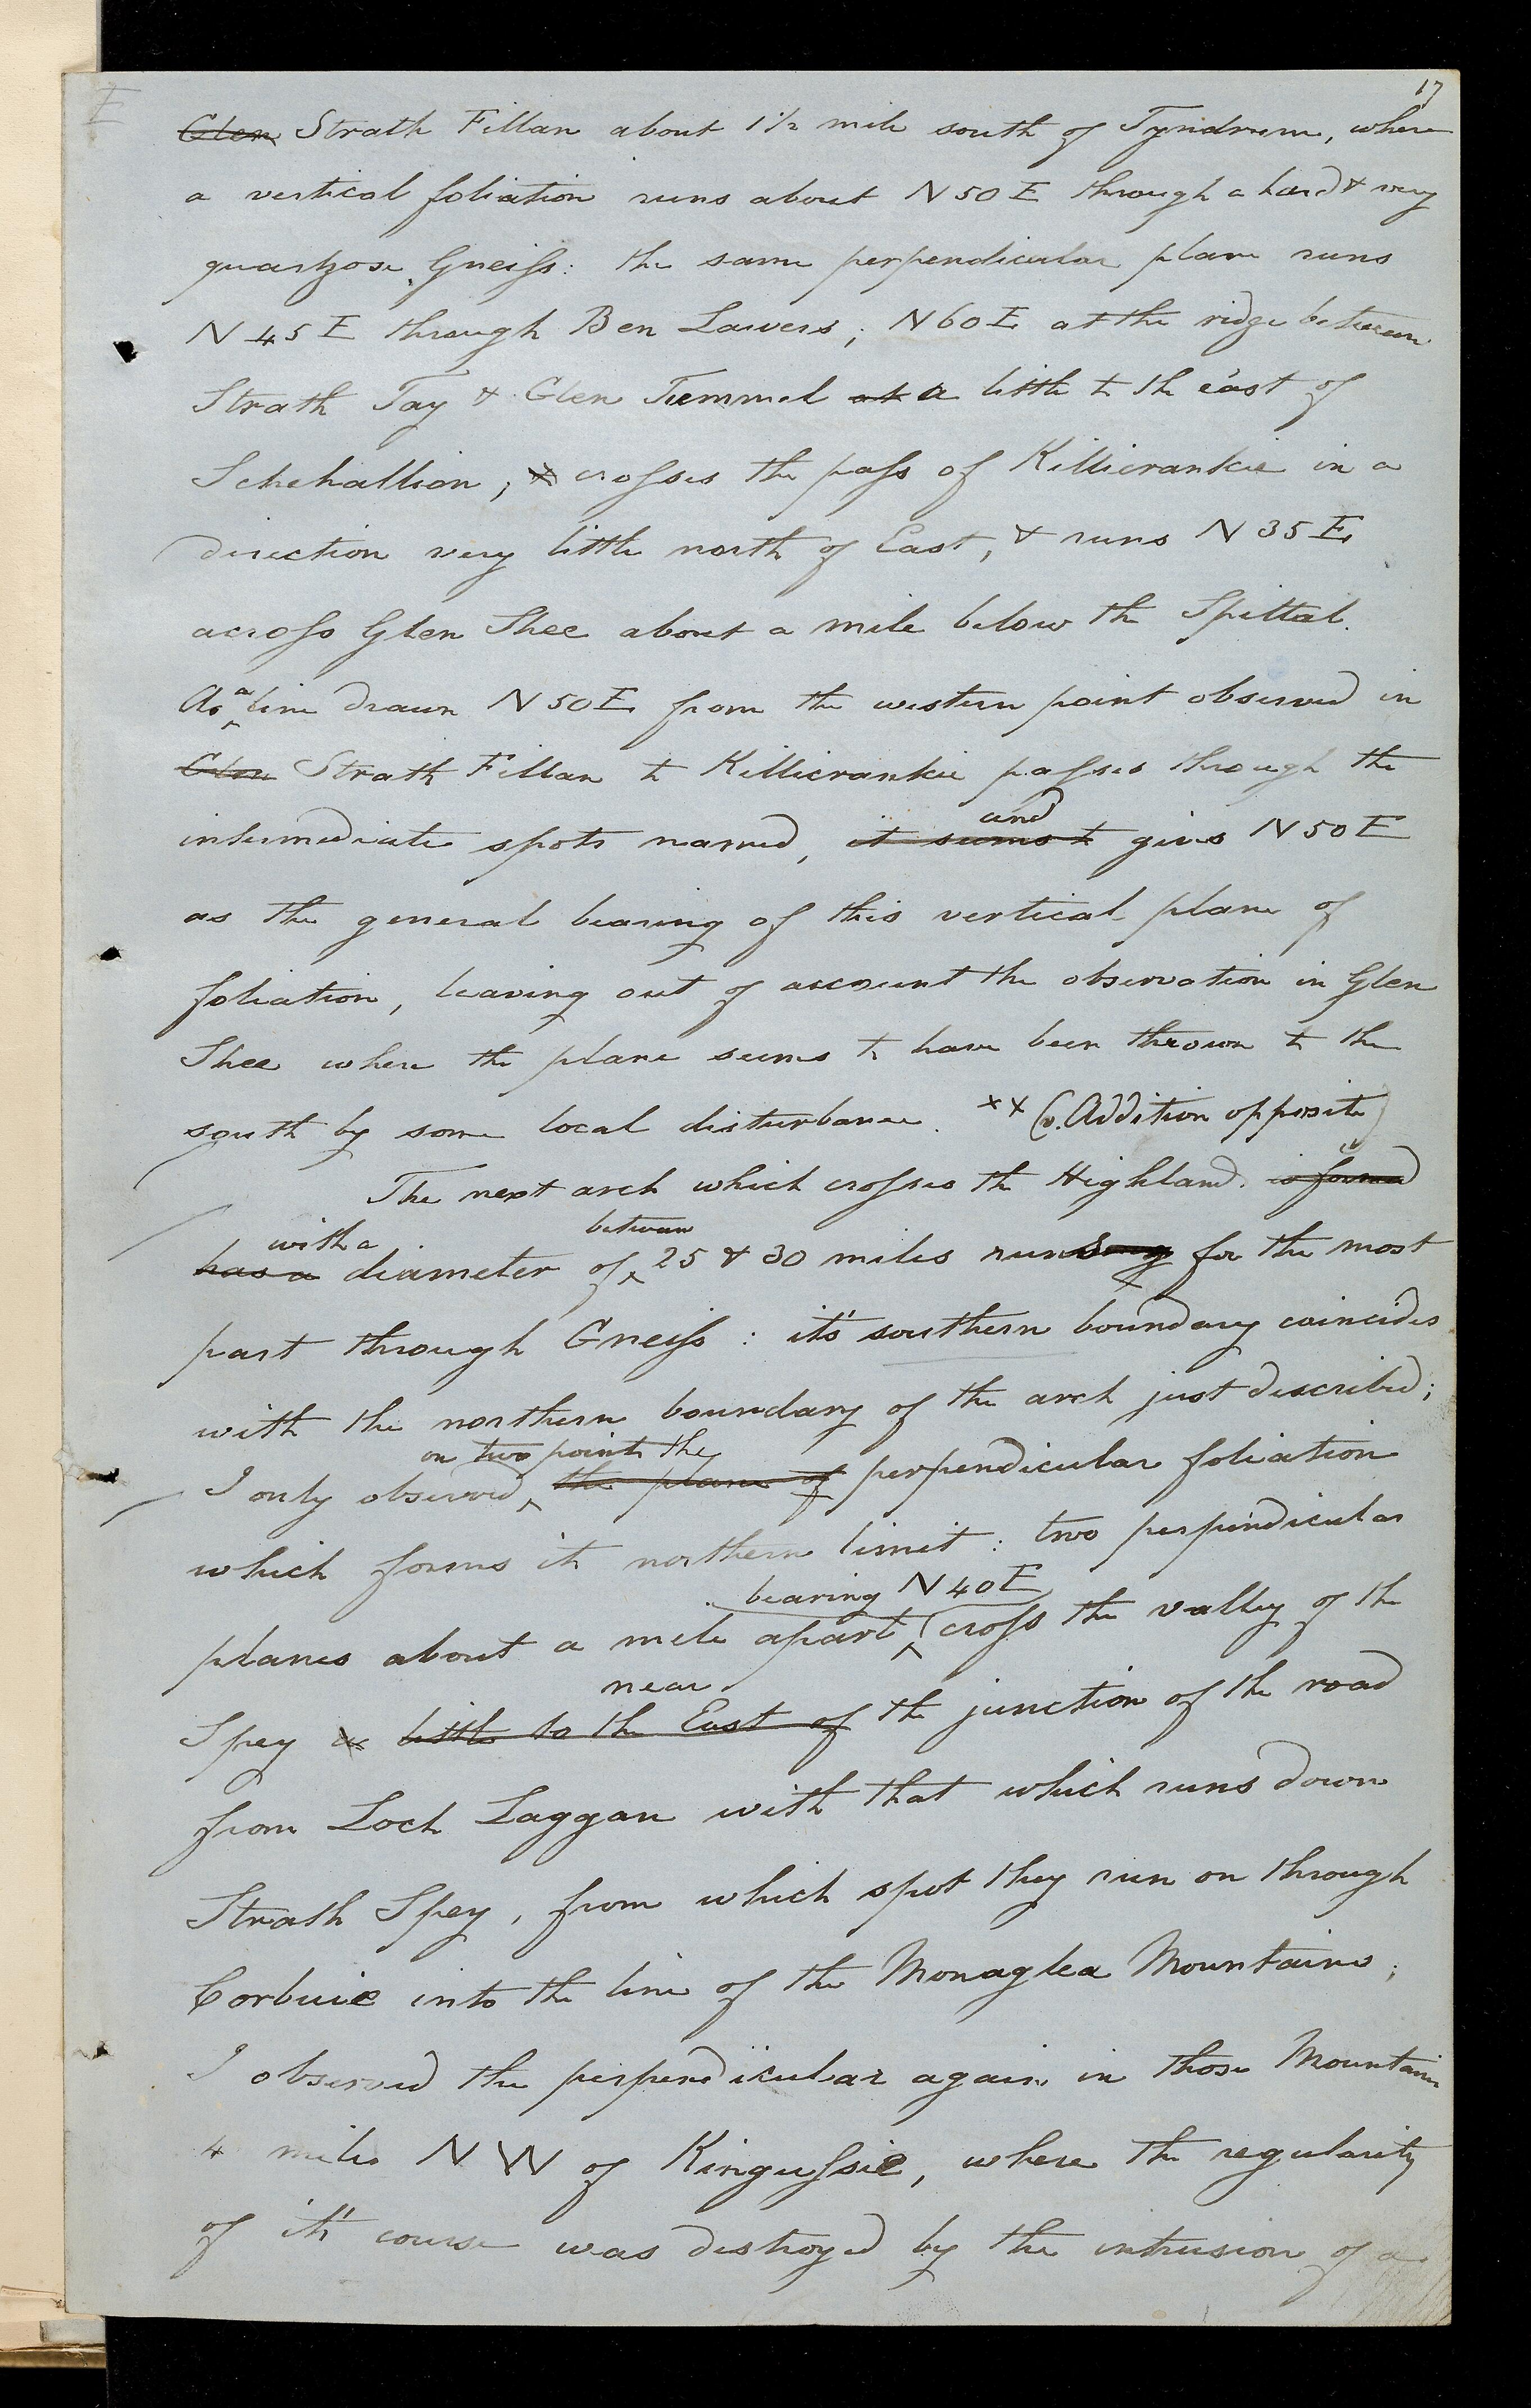 17
E
Glen Strath Fillan about 1 1/2 mile south of Tyndrum, where
a vertical foliation runs about N 50 E through a hard & very
quartzose Gneiss: the same perpendicular plane runs
N 45 E through Ben Lawers; N 60 E at the ridge between
Strath Tay & Glen Tummel at a little to the east of
Schehallion; & crosses the pass of Killicrankie in a
direction very little north of East, & runs N 35 E
across Glen Shee about a mile below the Spittal.
As a line drawn N 50 E from the western point observed in
Glen Strath Fillan to Killicrankie passes through the
and
intermediate spots named, it seems to gives N 50 E
as the general bearing of this vertical plane of
foliation, leaving out of account the observation in Glen
Shee where the plane seems to have been thrown to the
south by some local disturbance. ×× (v. Addition opposite)
The next arch which crosses the Highland. is formed
with a between
has a diameter of 25 & 30 miles runs for the most
part through Gneiss: it's southern boundary coincides
with the northern boundary of the arch just described;
on two points the
I only observed the plane of perpendicular foliation
which forms its northern limit: two perpendicular
bearing N 40 E
planes about a mile apart cross the valley of the
near
Spey a little to the East of the junction of the road
from Loch Laggan with that which runs down
Strath Spey, from which spot they run on through
Corbuie into the line of the Monaglea Mountains;
I observed the perpendicular again in those Mountains
4 miles N W of Kingussie, where the regularity
of it's course was destroyed by the intrusion of a